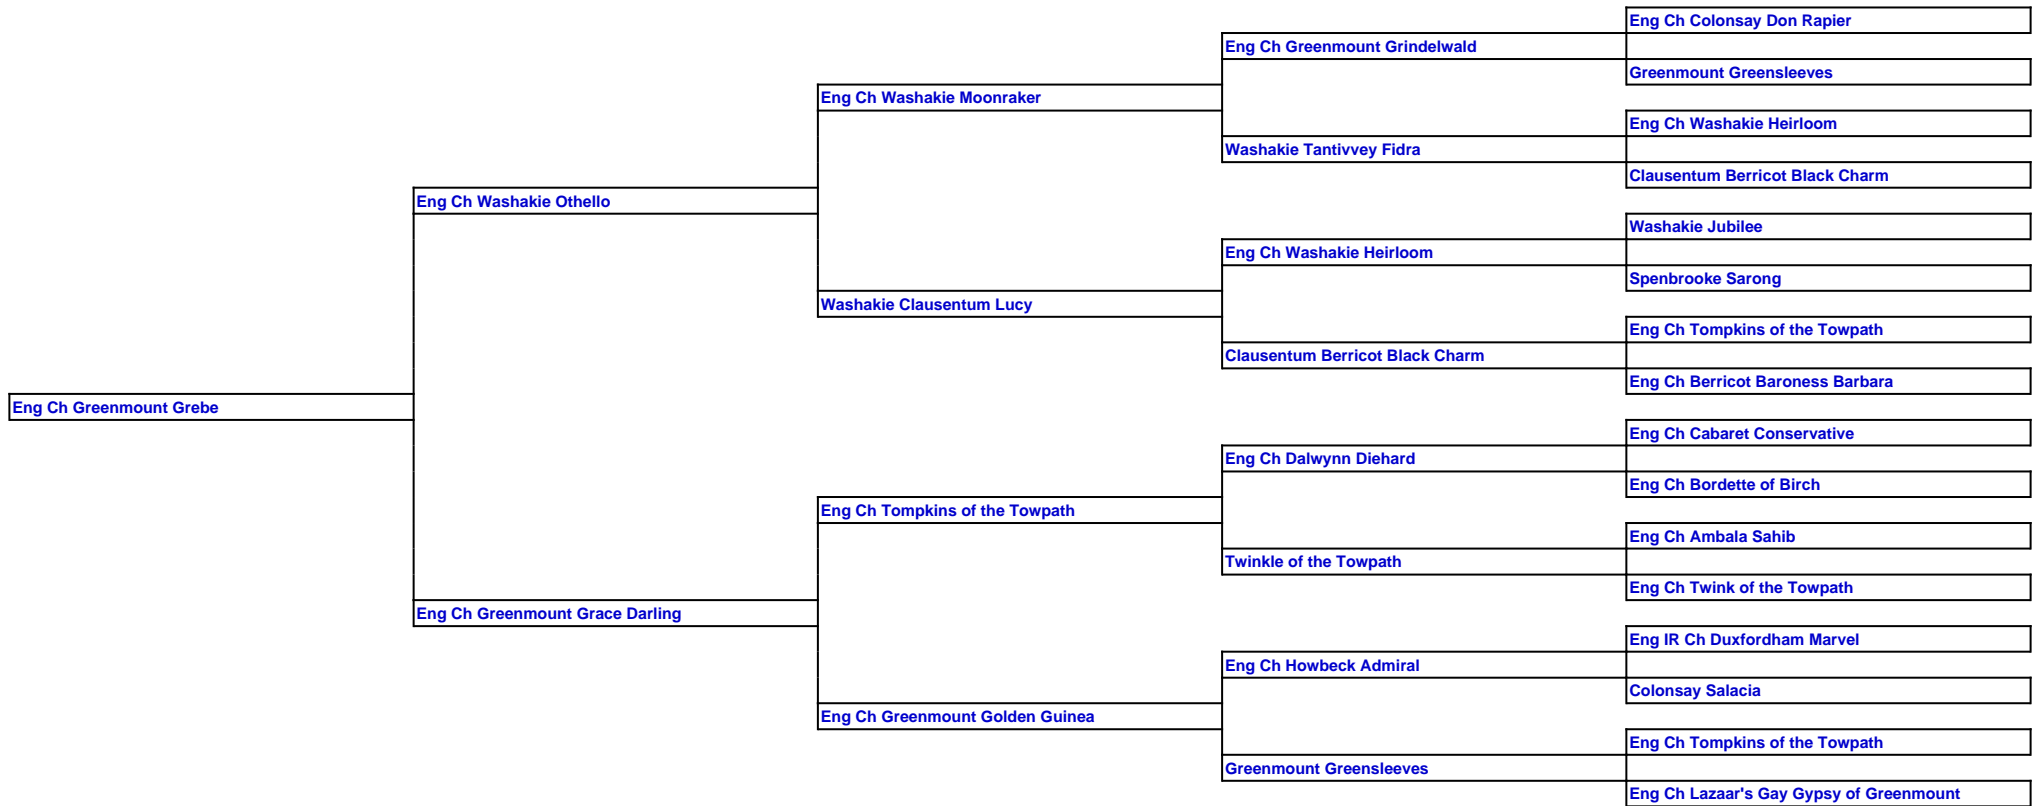 Eng Ch Colonsay Don Rapier
Eng Ch Greenmount Grindelwald
Greenmount Greensleeves
Eng Ch Washakie Moonraker
Eng Ch Washakie Heirloom
Washakie Tantivvey Fidra
Clausentum Berricot Black Charm
Eng Ch Washakie Othello
Washakie Jubilee
Eng Ch Washakie Heirloom
Spenbrooke Sarong
Washakie Clausentum Lucy
Eng Ch Tompkins of the Towpath
Clausentum Berricot Black Charm
Eng Ch Berricot Baroness Barbara
Eng Ch Greenmount Grebe
Eng Ch Cabaret Conservative
Eng Ch Dalwynn Diehard
Eng Ch Bordette of Birch
Eng Ch Tompkins of the Towpath
Eng Ch Ambala Sahib
Twinkle of the Towpath
Eng Ch Twink of the Towpath
Eng Ch Greenmount Grace Darling
Eng IR Ch Duxfordham Marvel
Eng Ch Howbeck Admiral
Colonsay Salacia
Eng Ch Greenmount Golden Guinea
Eng Ch Tompkins of the Towpath
Greenmount Greensleeves
Eng Ch Lazaar's Gay Gypsy of Greenmount